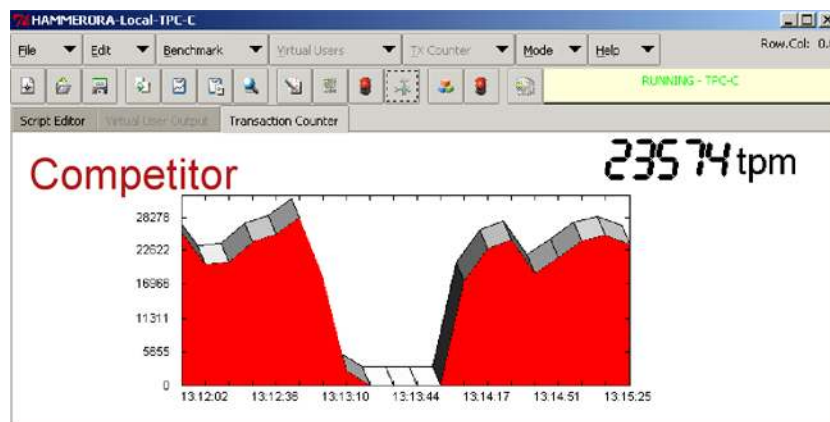 HAMMERORA-Local-TPC-C
File Edit Benchmark Virtual Users TX Counter Mode Help Row.Col: 0.
RUNNING - TPC-C
Script Editor Virtual User Output Transaction Counter
Competitor
23574 tpm
28278
22622
16966
11311
5655
0
13:12:02 13:12:36 13:13:10 13:13:44 13:14:17 13:14:51 13:15:25